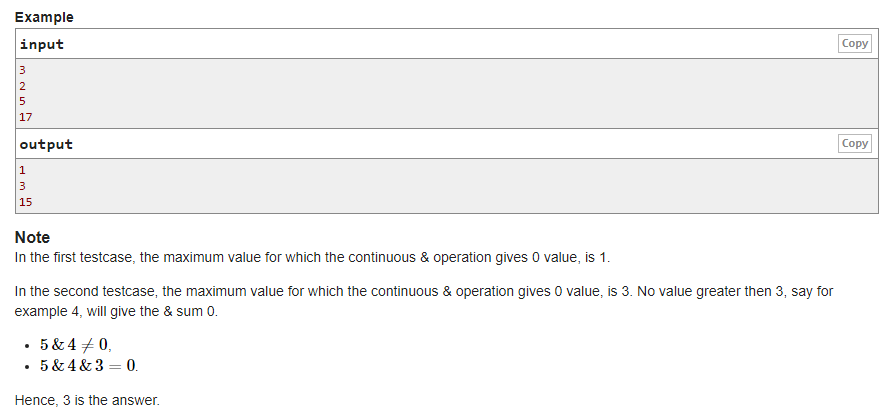 Example
input
Copy
3
2
5
17
output
Copy
1
3
15
Note
In the first testcase, the maximum value for which the continuous & operation gives 0 value, is 1.
In the second testcase, the maximum value for which the continuous & operation gives 0 value, is 3. No value greater then 3, say for
example 4, will give the & sum 0.
• 5 & 4 ≠ 0,
• 5 & 4 & 3 = 0.
Hence, 3 is the answer.